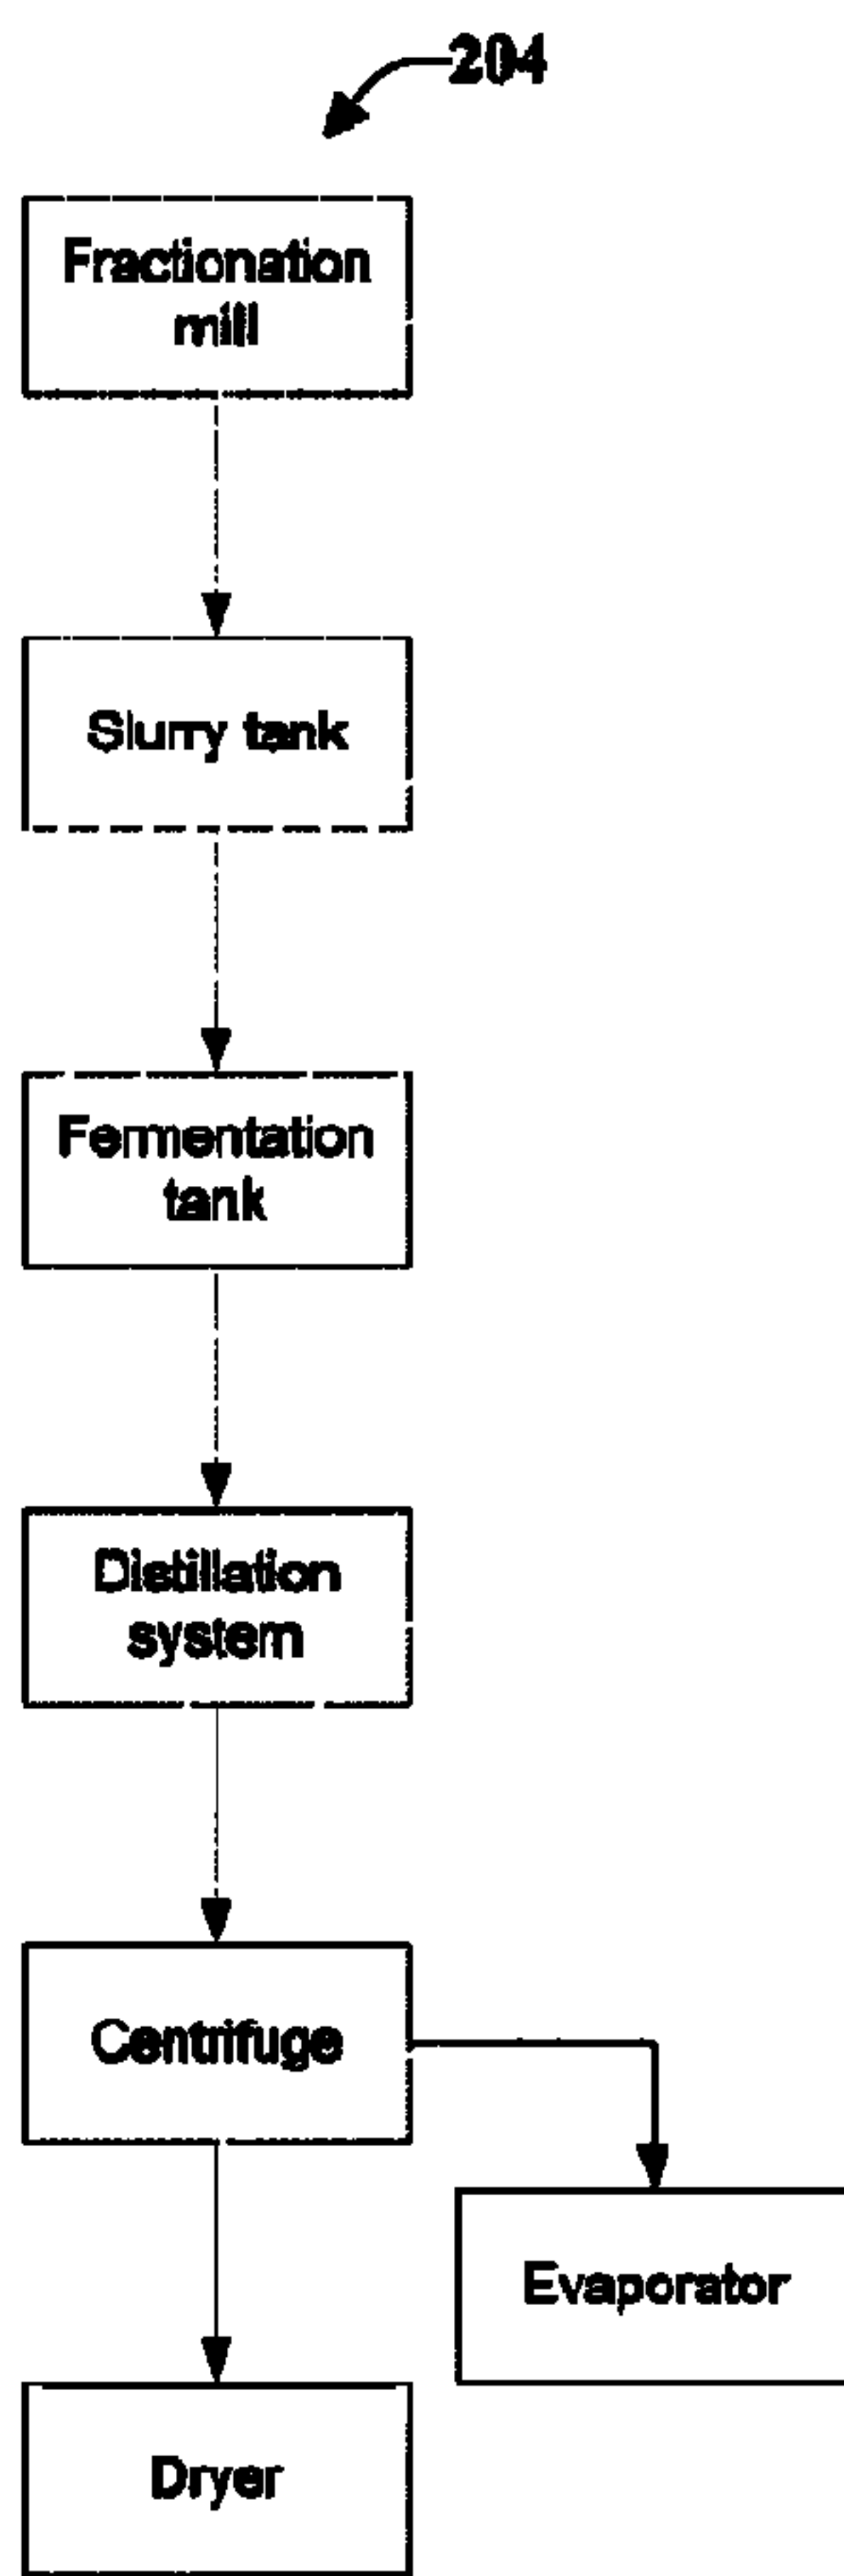 204
Fractionation
mill
Slurry tank
Fermentation
tank
Distillation
system
Centrifuge
Evaporator
Dryer